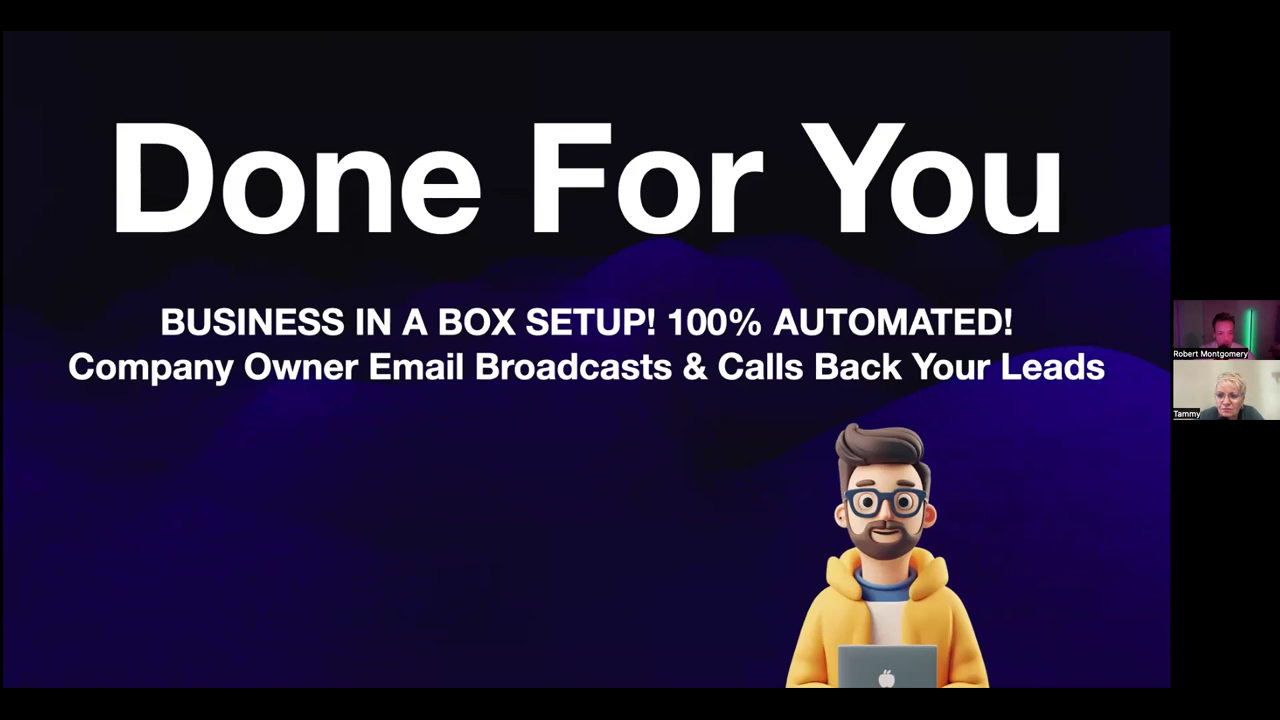 Done For You
BUSINESS IN A BOX SETUP! 100% AUTOMATED!
Company Owner Email Broadcasts & Calls Back Your Leads
Robert Montgomery
Tammy